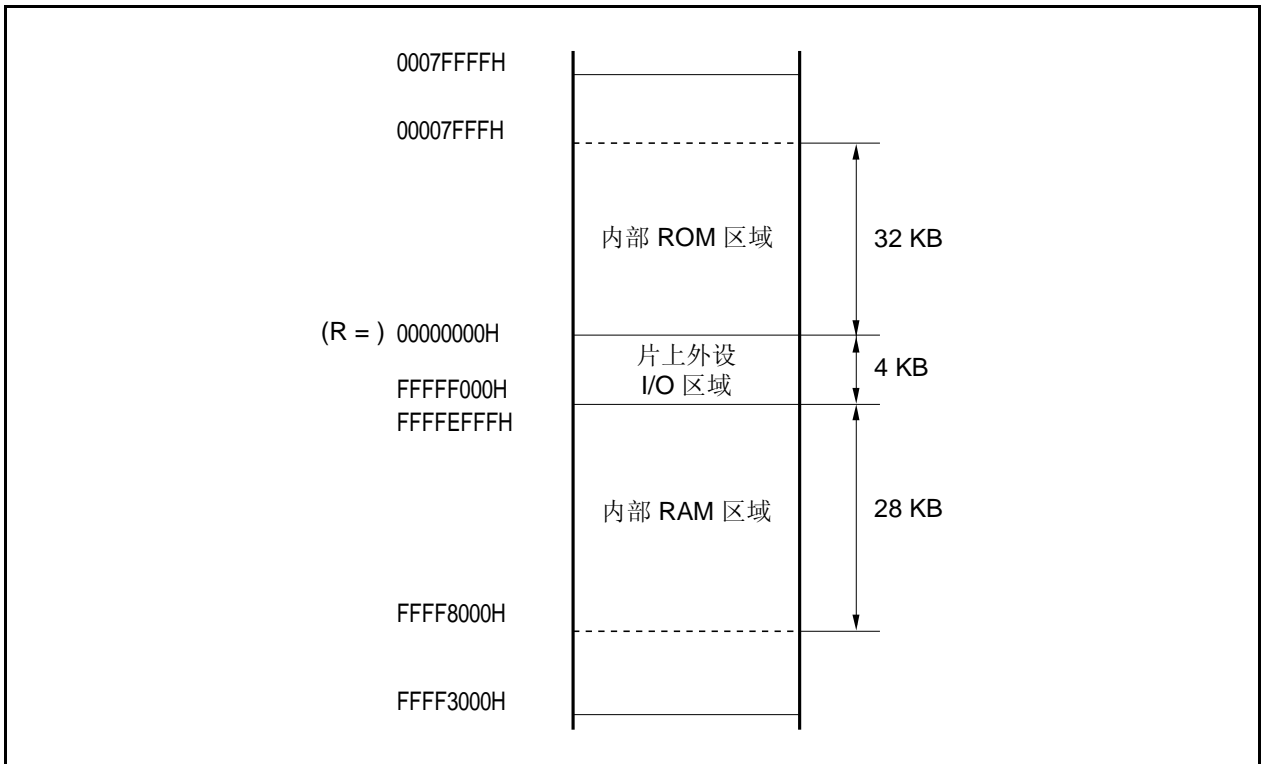 0007FFFFH
00007FFFH
内部 ROM 区域
32 KB
(R = ) 00000000H
片上外设
I/O 区域
4 KB
FFFFF000H
FFFFEFFFH
内部 RAM 区域
28 KB
FFFF8000H
FFFF3000H